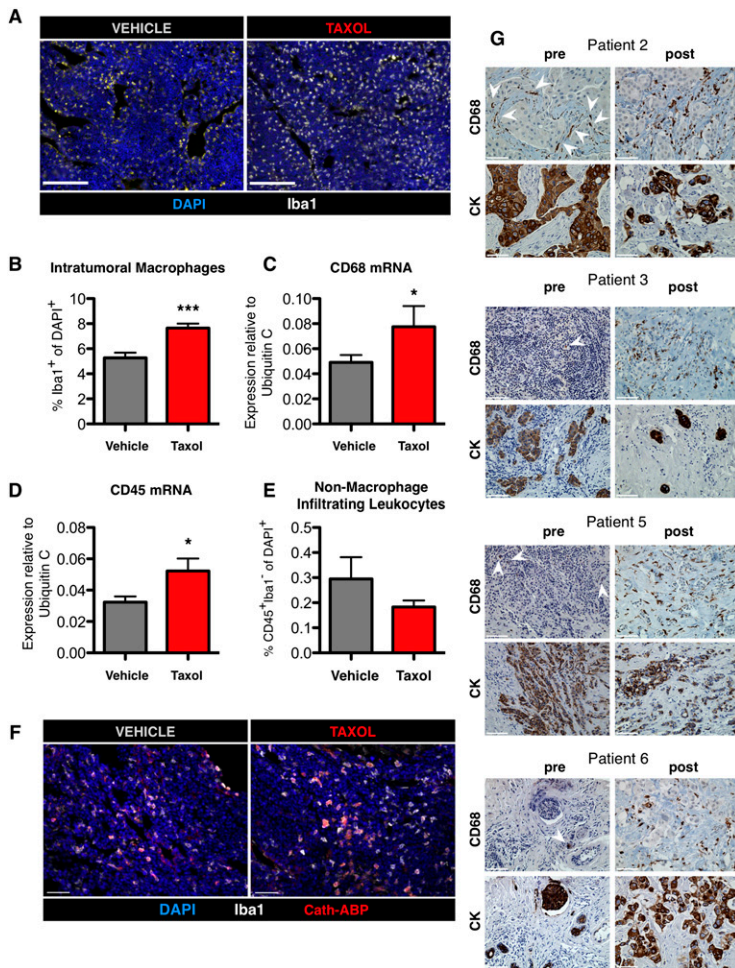 A
VEHICLE
TAXOL
DAPI
Iba1
B
Intratumoral Macrophages
% Iba1+ of DAPI+
10
8
6
4
2
0
***
Vehicle
Taxol
C
CD68 mRNA
Expression relative to
Ubiquitin C
0.10
0.08
0.06
0.04
0.02
0.00
*
Vehicle
Taxol
D
CD45 mRNA
Expression relative to
Ubiquitin C
0.08
0.06
0.04
0.02
0.00
*
Vehicle
Taxol
E
Non-Macrophage
Infiltrating Leukocytes
% CD45+Iba1- of DAPI+
0.5
0.4
0.3
0.2
0.1
0.0
Vehicle
Taxol
F
VEHICLE
TAXOL
DAPI
Iba1
Cath-ABP
G
Patient 2
pre
post
CD68
CK
Patient 3
pre
post
CD68
CK
Patient 5
pre
post
CD68
CK
Patient 6
pre
post
CD68
CK